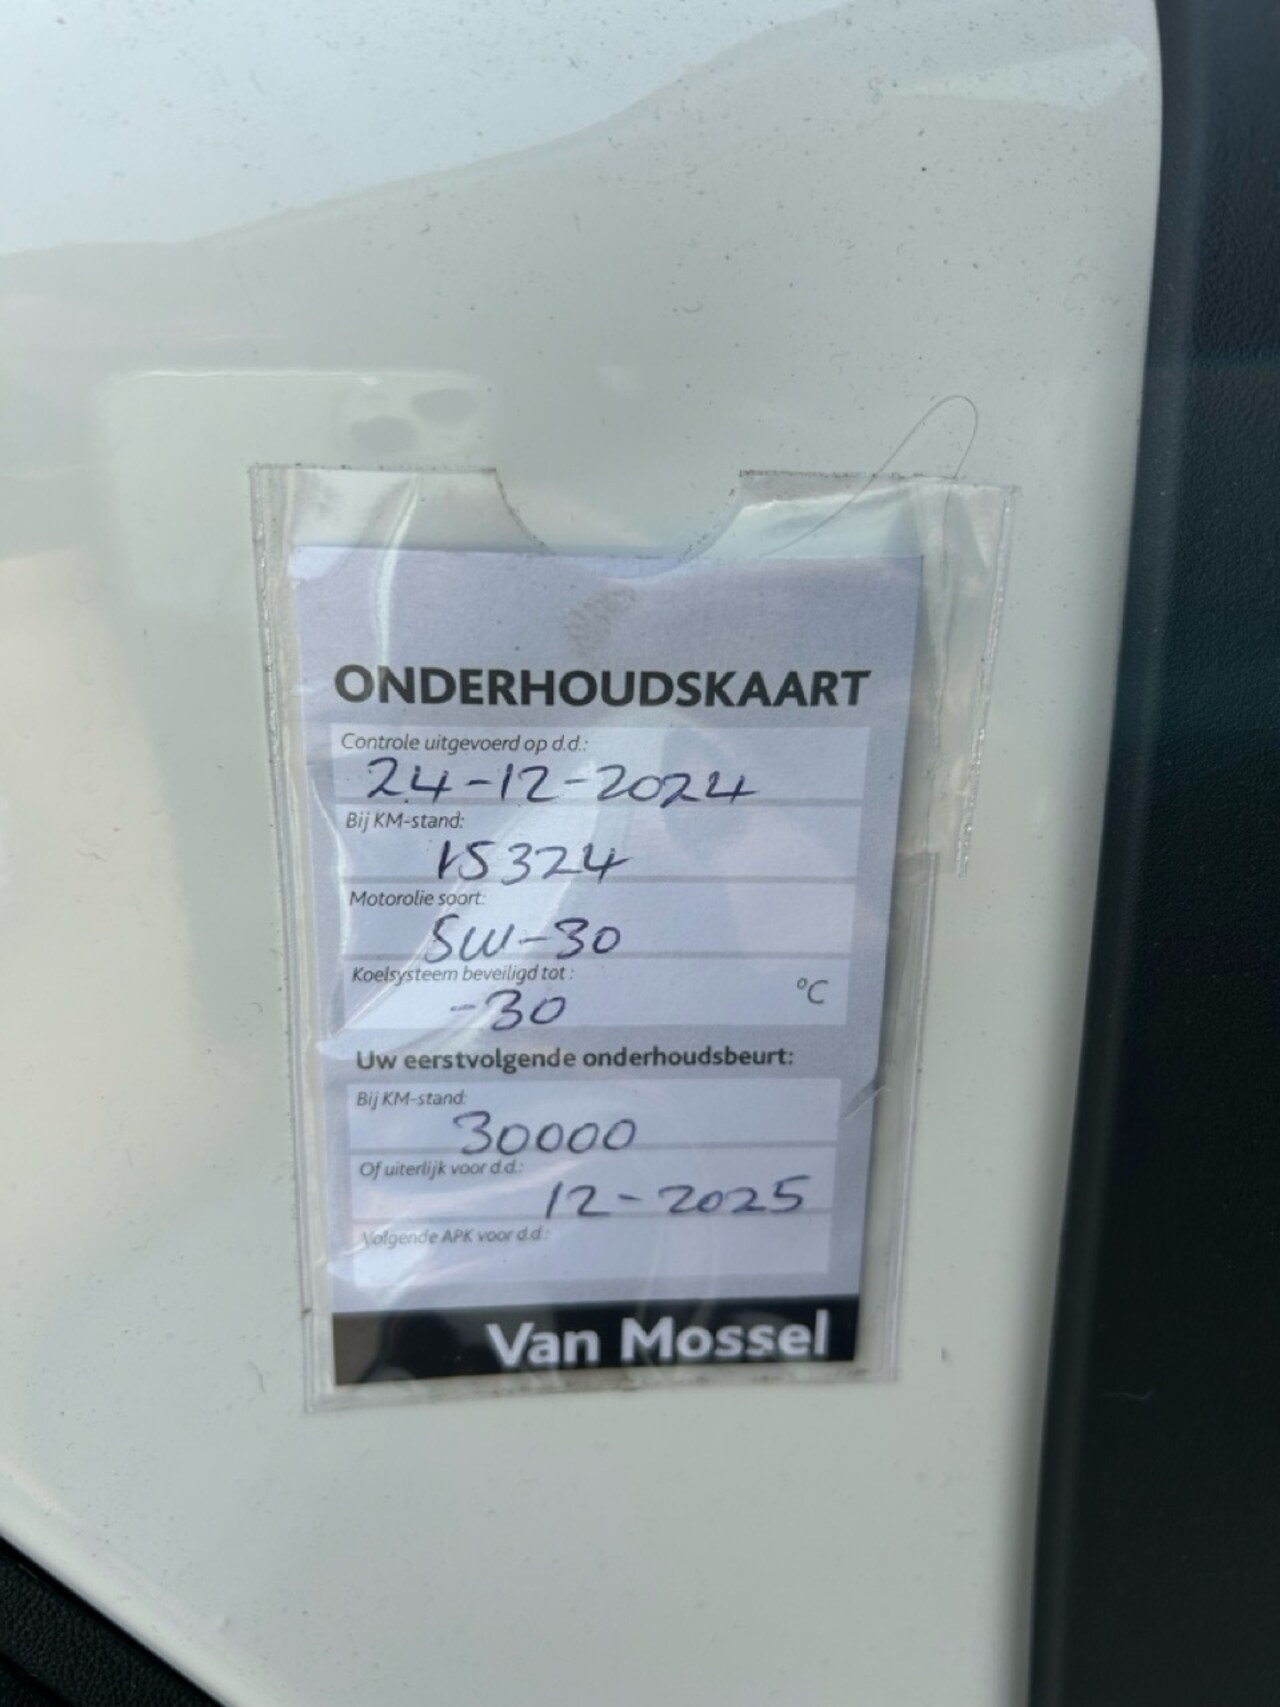 ONDERHOUDSKAART
Controle uitgevoerd op d.d.:
24-12-2024
Bij KM-stand:
15324
Motorolie soort:
5W-30
Koelsysteem beveiligd tot:
-30 °C
Uw eerstvolgende onderhoudsbeurt:
Bij KM-stand:
30000
Of uiterlijk voor d.d.:
12-2025
Volgende APK voor d.d.:
Van Mossel